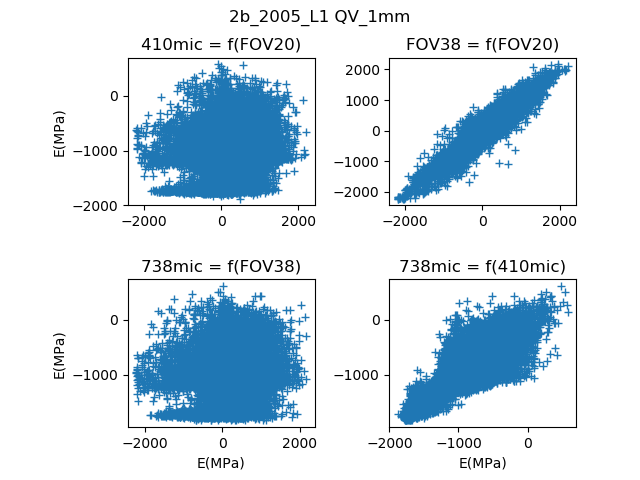 2b_2005_L1 QV_1mm
410mic = f(FOV20)
FOV38 = f(FOV20)
E(MPa)
0
−1000
−2000
−2000
0
2000
2000
1000
0
−1000
−2000
−2000
0
2000
738mic = f(FOV38)
738mic = f(410mic)
E(MPa)
0
−1000
−2000
0
2000
E(MPa)
0
−1000
−2000
−1000
0
E(MPa)